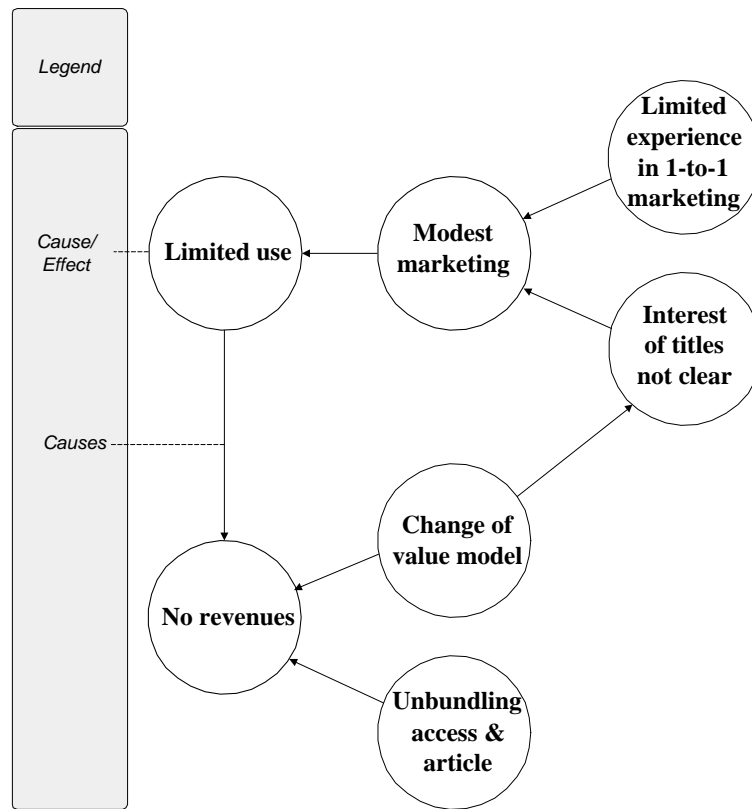 Legend
Cause/
Effect
Causes
Limited
experience
in 1-to-1
marketing
Limited use
Modest
marketing
Interest
of titles
not clear
Change of
value model
No revenues
Unbundling
access &
article